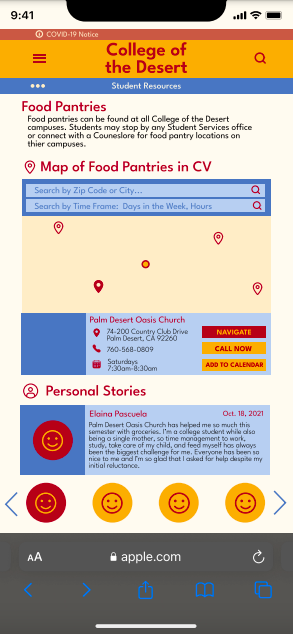 9:41
COVID-19 Notice
College of
the Desert
Student Resources
Food Pantries
Food pantries can be found at all College of the Desert
campuses. Students may stop by any Student Services office
or connect with a Couneslore for food pantry locations on
thier campuses.
Map of Food Pantries in CV
Search by Zip Code or City...
Search by Time Frame: Days in the Week, Hours
Palm Desert Oasis Church
74-200 Country Club Drive
Palm Desert, CA 92260
NAVIGATE
760-568-0809
CALL NOW
Saturdays
7:30am-8:30am
ADD TO CALENDAR
Personal Stories
Elaina Pascuela
Oct. 18, 2021
Palm Desert Oasis Church has helped me so much this
semester with groceries. I'm a college student while also
being a single mother, so time management to work,
study, take care of my child, and feed myself has always
been the biggest challenge for me. Everyone has been so
nice to me and I'm so glad that I asked for help despite my
initial reluctance.
AA
apple.com